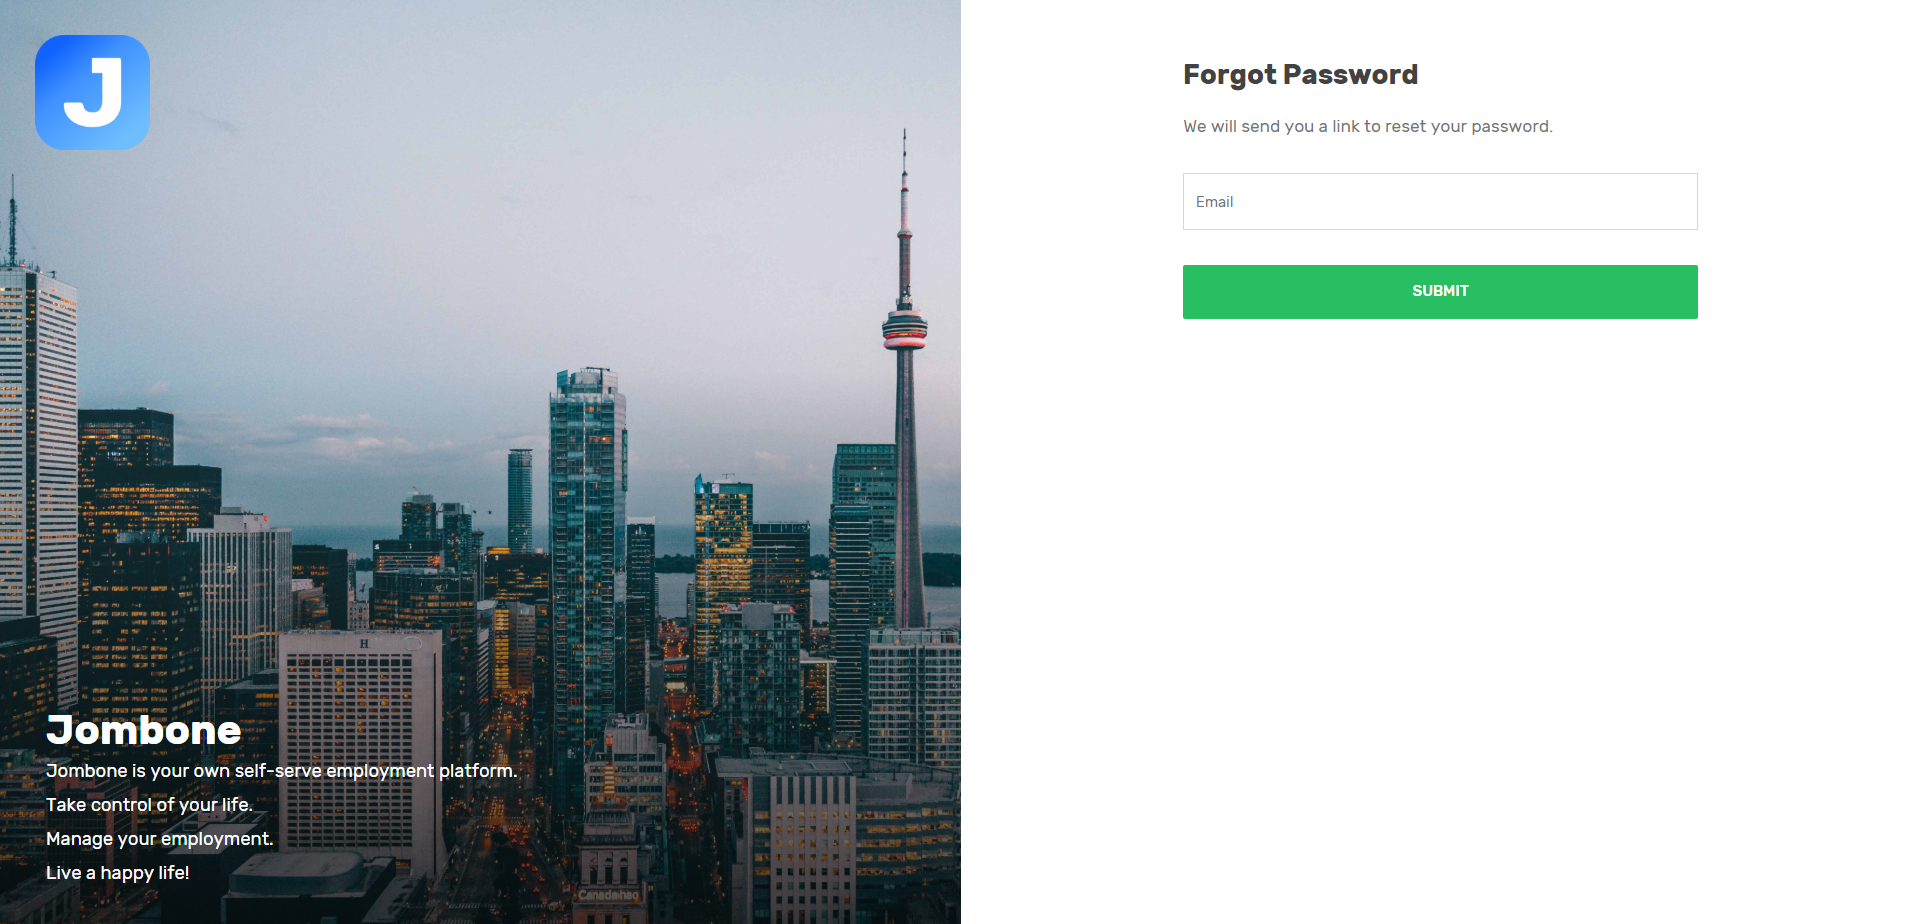 J
Forgot Password
We will send you a link to reset your password.
Email
SUBMIT
H
Jombone
Jombone is your own self-serve employment platform.
Take control of your life.
Manage your employment.
Live a happy life!